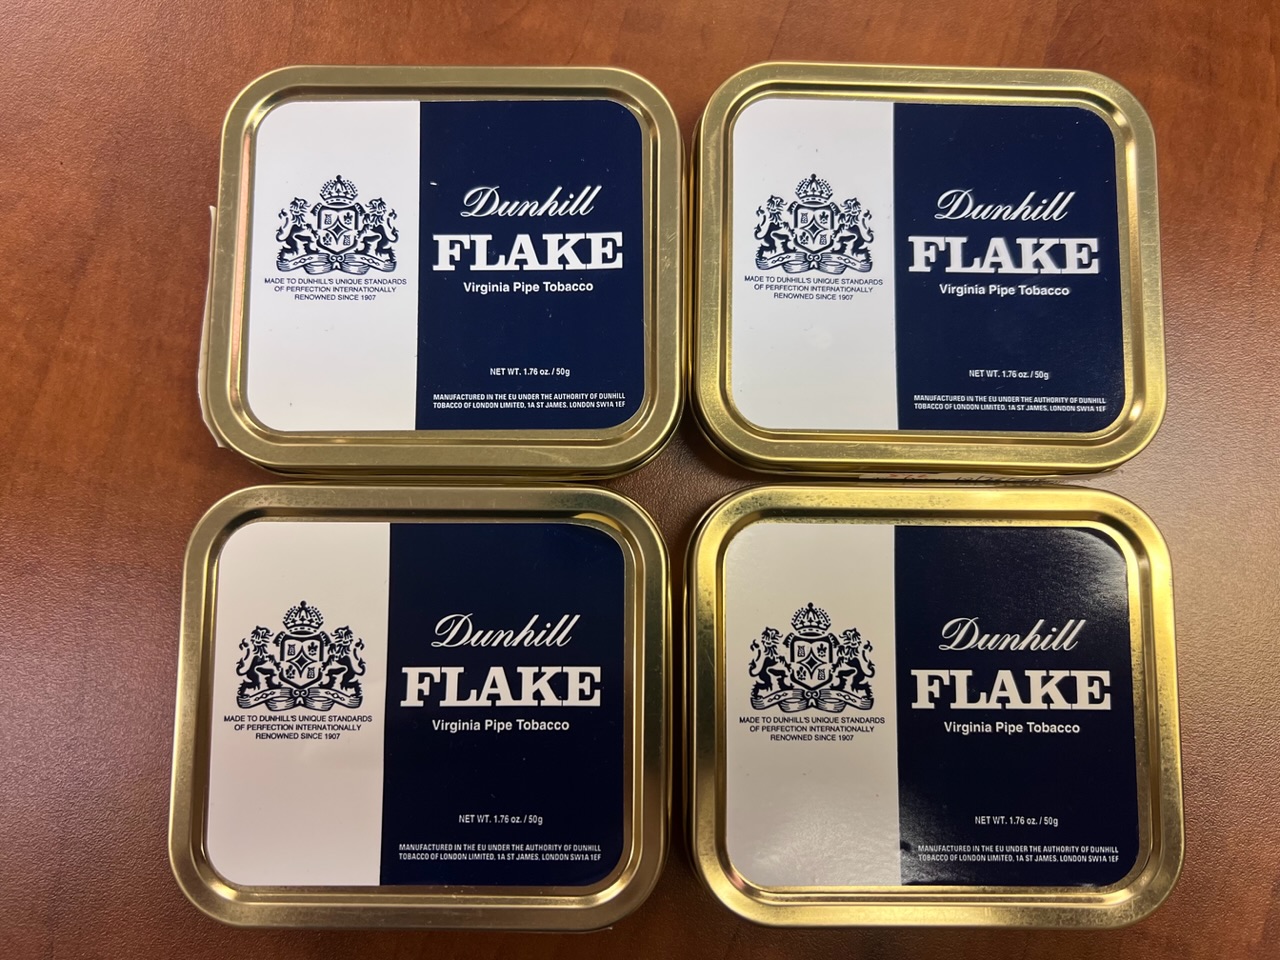 Dunhill
FLAKE
Virginia Pipe Tobacco
MADE TO DUNHILL'S UNIQUE STANDARDS
OF PERFECTION INTERNATIONALLY
RENOWNED SINCE 1907
NET WT. 1.76 oz. / 50g
MANUFACTURED IN THE EU UNDER THE AUTHORITY OF DUNHILL
TOBACCO OF LONDON LIMITED, 1A ST JAMES, LONDON SW1A 1EF
Dunhill
FLAKE
Virginia Pipe Tobacco
MADE TO DUNHILL'S UNIQUE STANDARDS
OF PERFECTION INTERNATIONALLY
RENOWNED SINCE 1907
NET WT. 1.76 oz. / 50g
MANUFACTURED IN THE EU UNDER THE AUTHORITY OF DUNHILL
TOBACCO OF LONDON LIMITED, 1A ST JAMES, LONDON SW1A 1EF
Dunhill
FLAKE
Virginia Pipe Tobacco
MADE TO DUNHILL'S UNIQUE STANDARDS
OF PERFECTION INTERNATIONALLY
RENOWNED SINCE 1907
NET WT. 1.76 oz. / 50g
MANUFACTURED IN THE EU UNDER THE AUTHORITY OF DUNHILL
TOBACCO OF LONDON LIMITED, 1A ST JAMES, LONDON SW1A 1EF
Dunhill
FLAKE
Virginia Pipe Tobacco
MADE TO DUNHILL'S UNIQUE STANDARDS
OF PERFECTION INTERNATIONALLY
RENOWNED SINCE 1907
NET WT. 1.76 oz. / 50g
MANUFACTURED IN THE EU UNDER THE AUTHORITY OF DUNHILL
TOBACCO OF LONDON LIMITED, 1A ST JAMES, LONDON SW1A 1EF